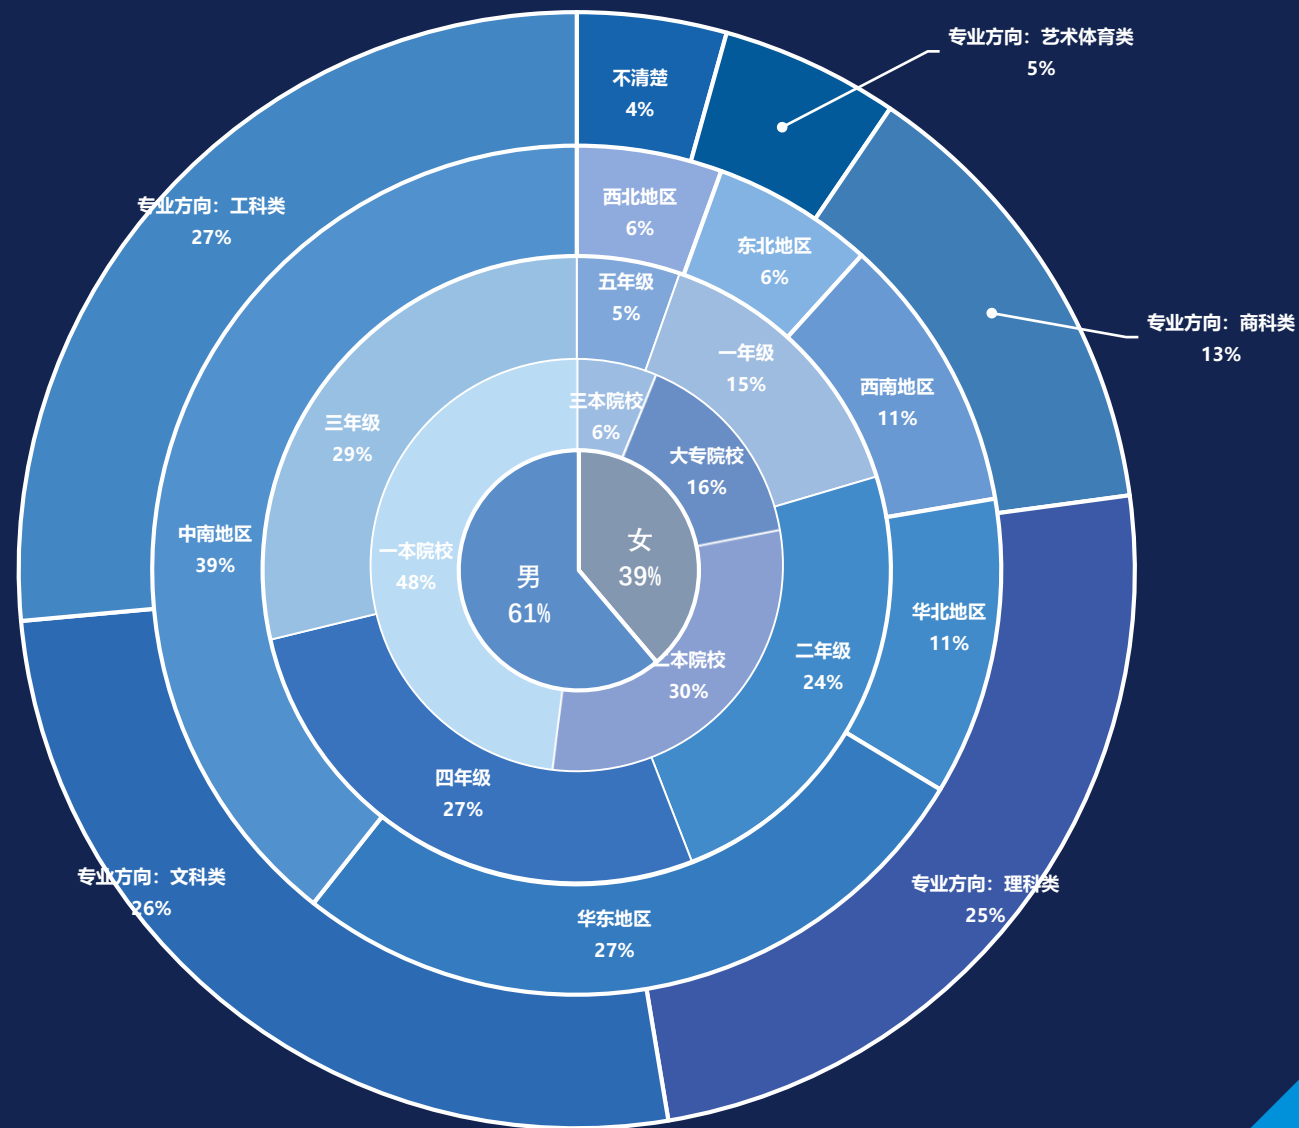 专业方向：艺术体育类
5%
不清楚
4%
专业方向：工科类
27%
西北地区
6%
东北地区
6%
五年级
5%
专业方向：商科类
13%
一年级
15%
西南地区
11%
三年级
29%
三本院校
6%
大专院校
16%
中南地区
39%
一本院校
48%
女
39%
男
61%
华北地区
11%
二年级
24%
二本院校
30%
四年级
27%
专业方向：文科类
26%
专业方向：理科类
25%
华东地区
27%